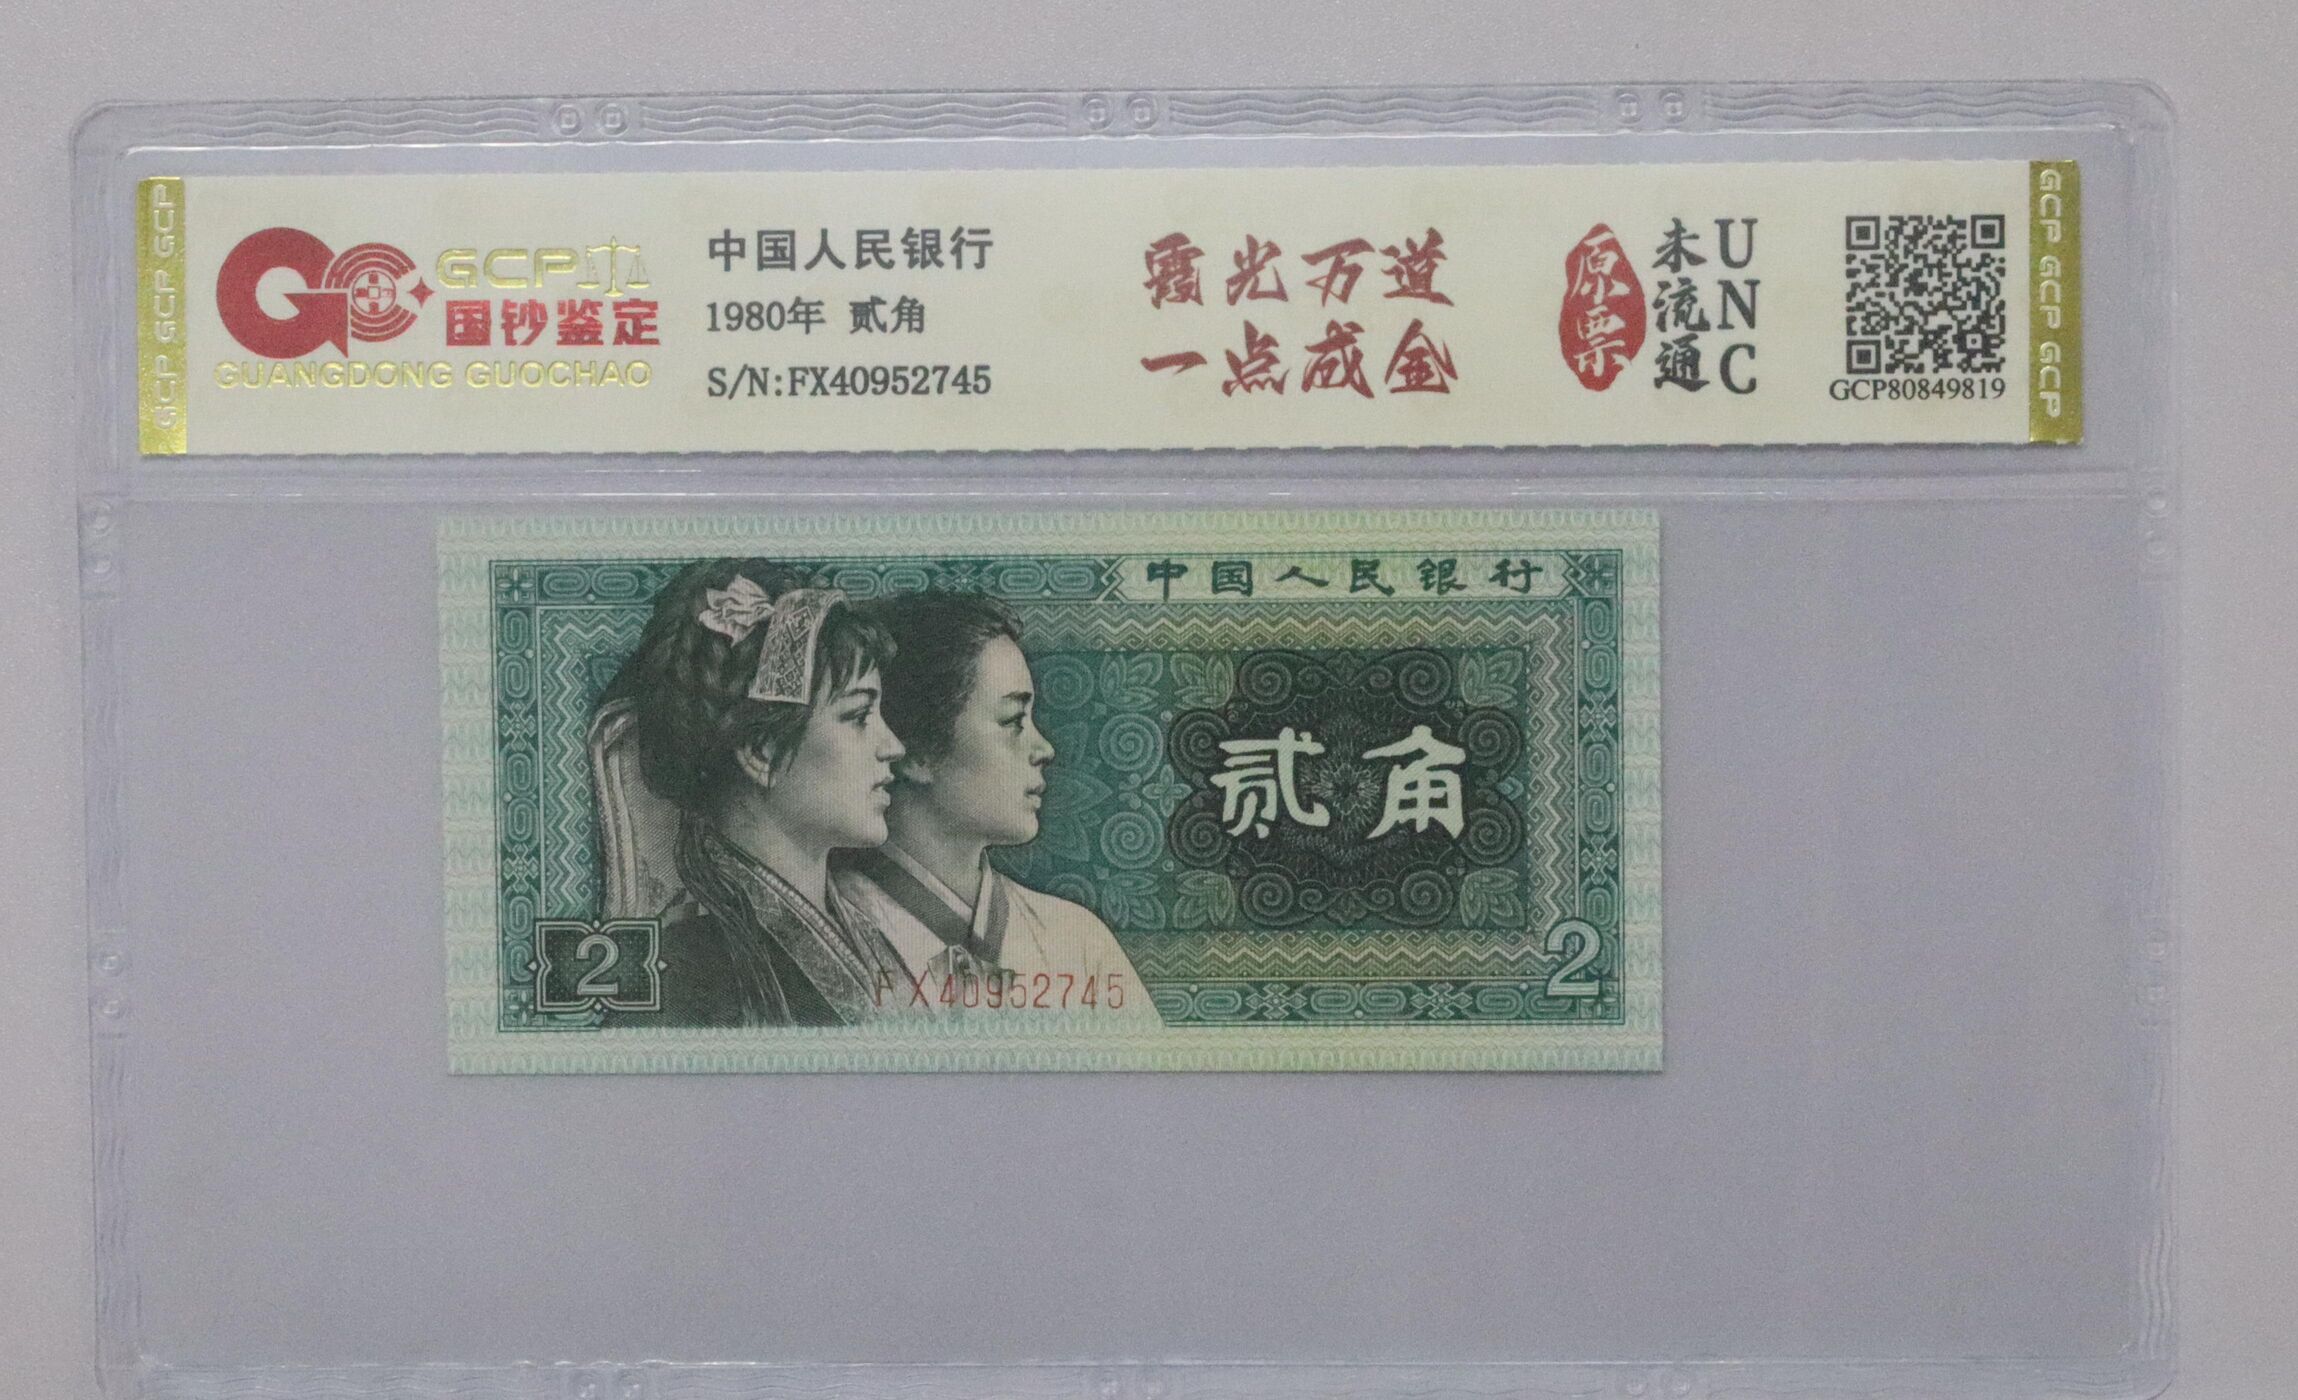 GCP GCP GCP
GCP
国钞鉴定
GUANGDONG GUOCHAO
中国人民银行
1980年 贰角
S/N:FX40952745
霞光万道
一点成金
原票
未流通
UNC
GCP80849819
GCP GCP GCP
中国人民银行
贰角
2
FX40952745
2